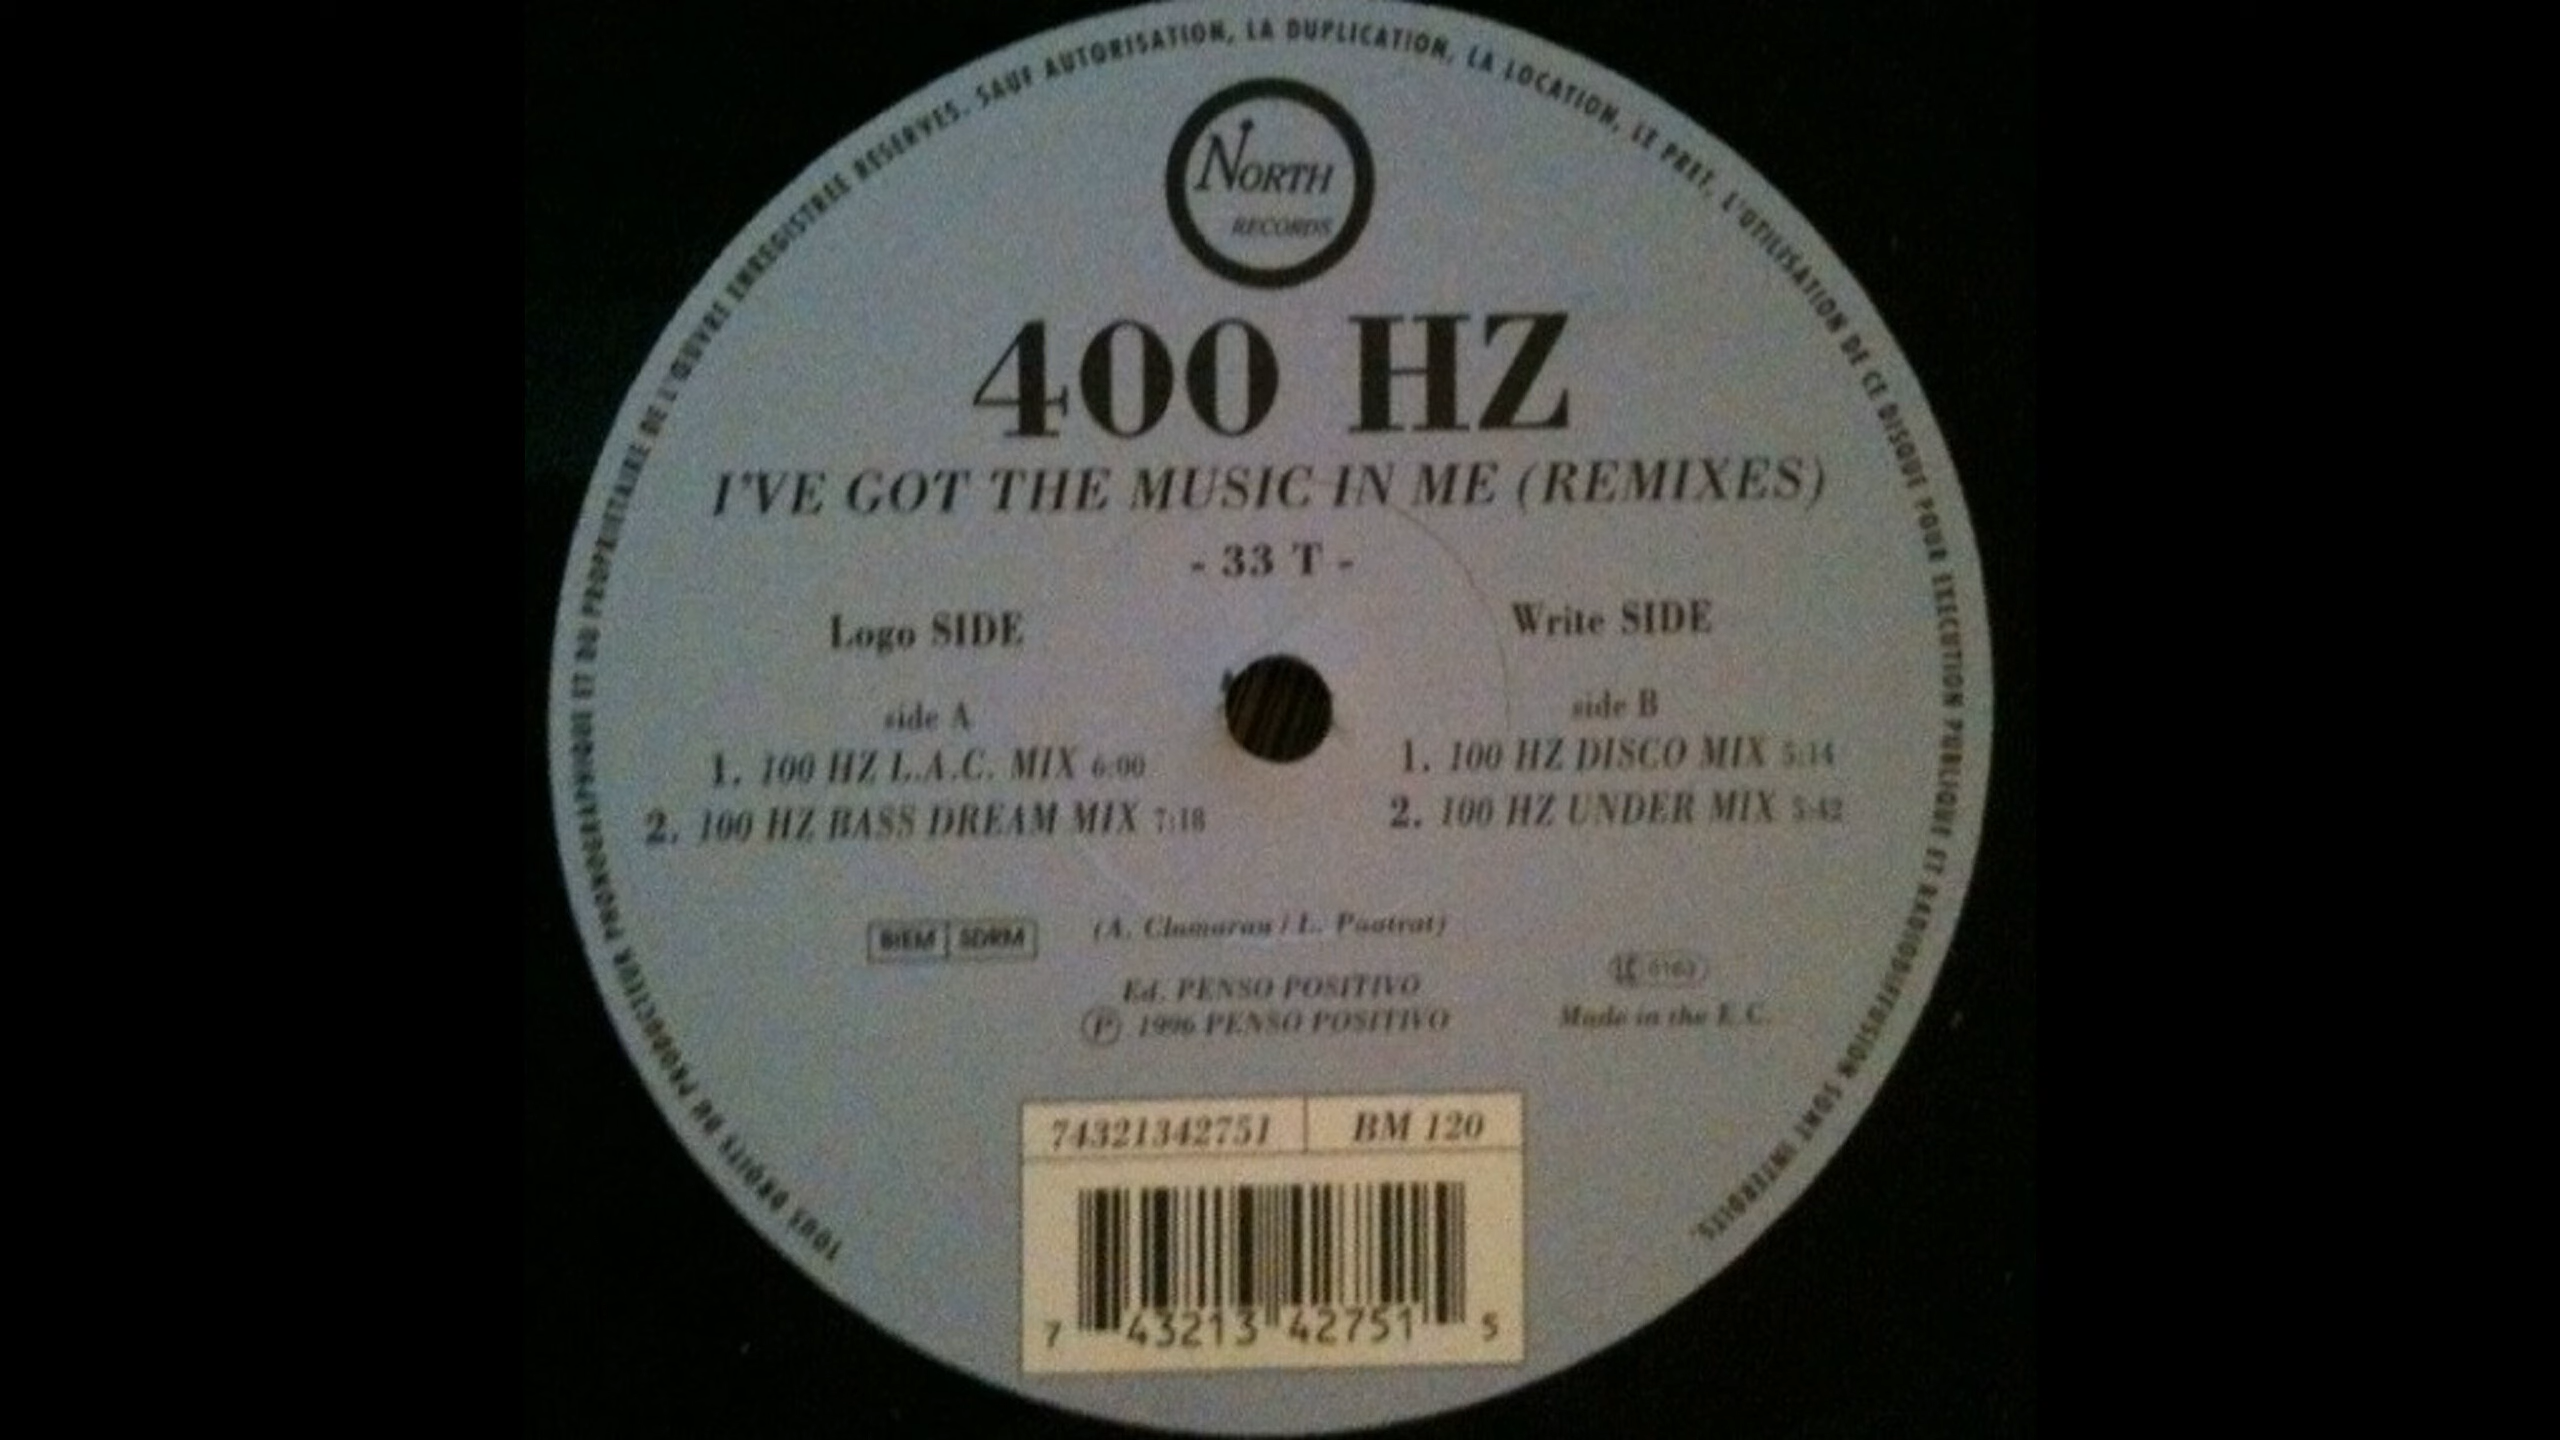 TOUS DROITS DU PRODUCTEUR PHONOGRAPHIQUE ET DU PROPRIETAIRE DE L'ŒUVRE ENREGISTREE RESERVES. SAUF AUTORISATION, LA DUPLICATION, LA LOCATION, LE PRET, L'UTILISATION DE CE DISQUE POUR EXECUTION PUBLIQUE ET RADIODIFFUSION SONT INTERDITS.
NORTH
RECORDS
400 HZ
I'VE GOT THE MUSIC IN ME (REMIXES)
- 33 T -
Logo SIDE
side A
1. 100 HZ L.A.C. MIX 6:00
2. 100 HZ BASS DREAM MIX 7:18
Write SIDE
side B
1. 100 HZ DISCO MIX 5:14
2. 100 HZ UNDER MIX 5:42
BIEM SDRM
(A. / L.
Ed. PENSO POSITIVO
Ⓟ 1996 PENSO POSITIVO
Made in the E.C.
74321342751 BM 120
7 43213 42751 5